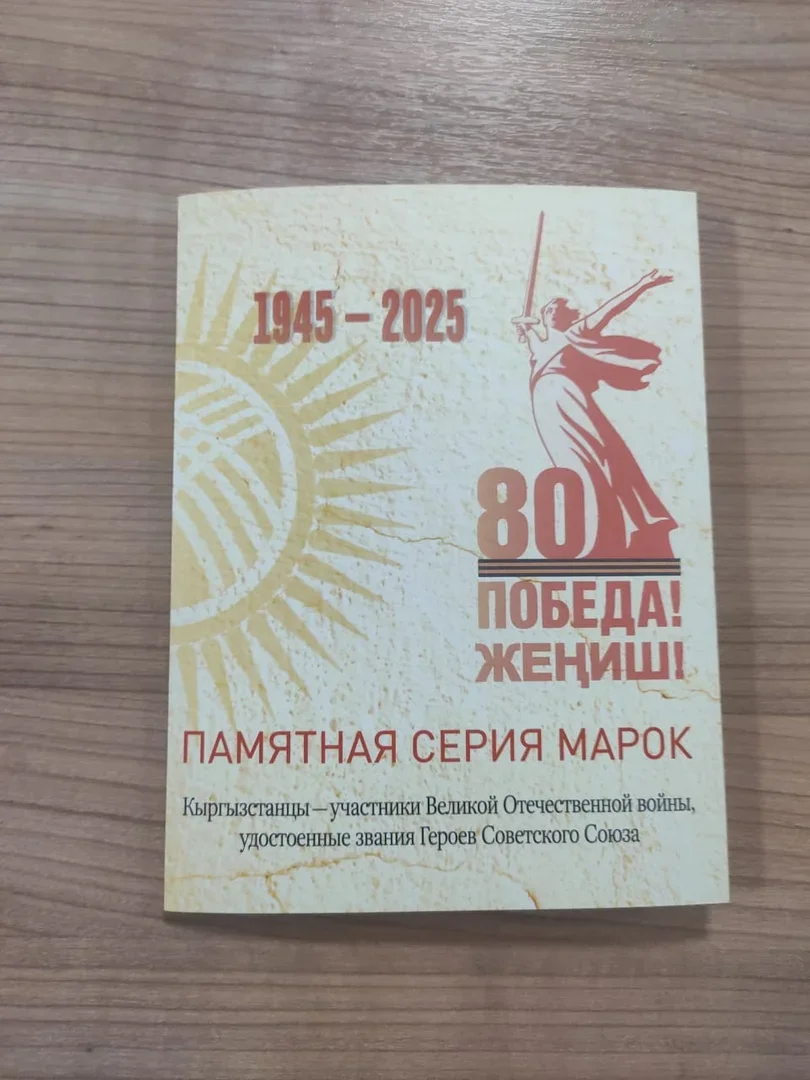 1945 – 2025
80
ПОБЕДА!
ЖЕҢИШ!
ПАМЯТНАЯ СЕРИЯ МАРОК
Кыргызстанцы — участники Великой Отечественной войны,
удостоенные звания Героев Советского Союза